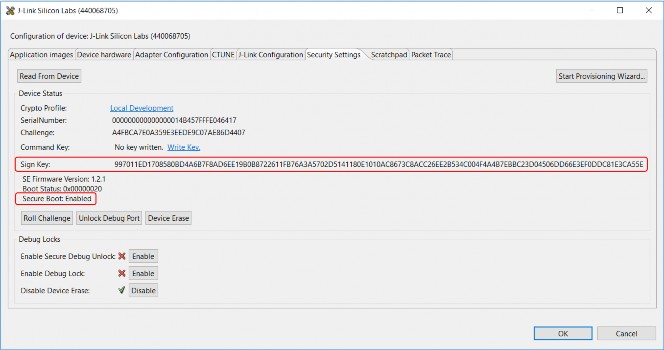 J-Link Silicon Labs (440068705)
Configuration of device: J-Link Silicon Labs (440068705)
Application images Device hardware Adapter Configuration CTUNE J-Link Configuration Security Settings Scratchpad Packet Trace
Read From Device Start Provisioning Wizard...
Device Status
Crypto Profile: Local Development
SerialNumber: 000000000000000014B457FFFE046417
Challenge: A4FBCA7E0A359E3EEDE9C07AE86D4407
Command Key: No key written. Write Key.
Sign Key: 997011ED1708580BD4A6B7F8AD6EE19B0B8722611FB76A3A5702D5141180E1010AC8673C8ACC26EE2B534C004F4A4B7EBBC23D04506DD66E3EF0DDC81E3CA55E
SE Firmware Version: 1.2.1
Boot Status: 0x00000020
Secure Boot: Enabled
Roll Challenge Unlock Debug Port Device Erase
Debug Locks
Enable Secure Debug Unlock: Enable
Enable Debug Lock: Enable
Disable Device Erase: Disable
OK Cancel